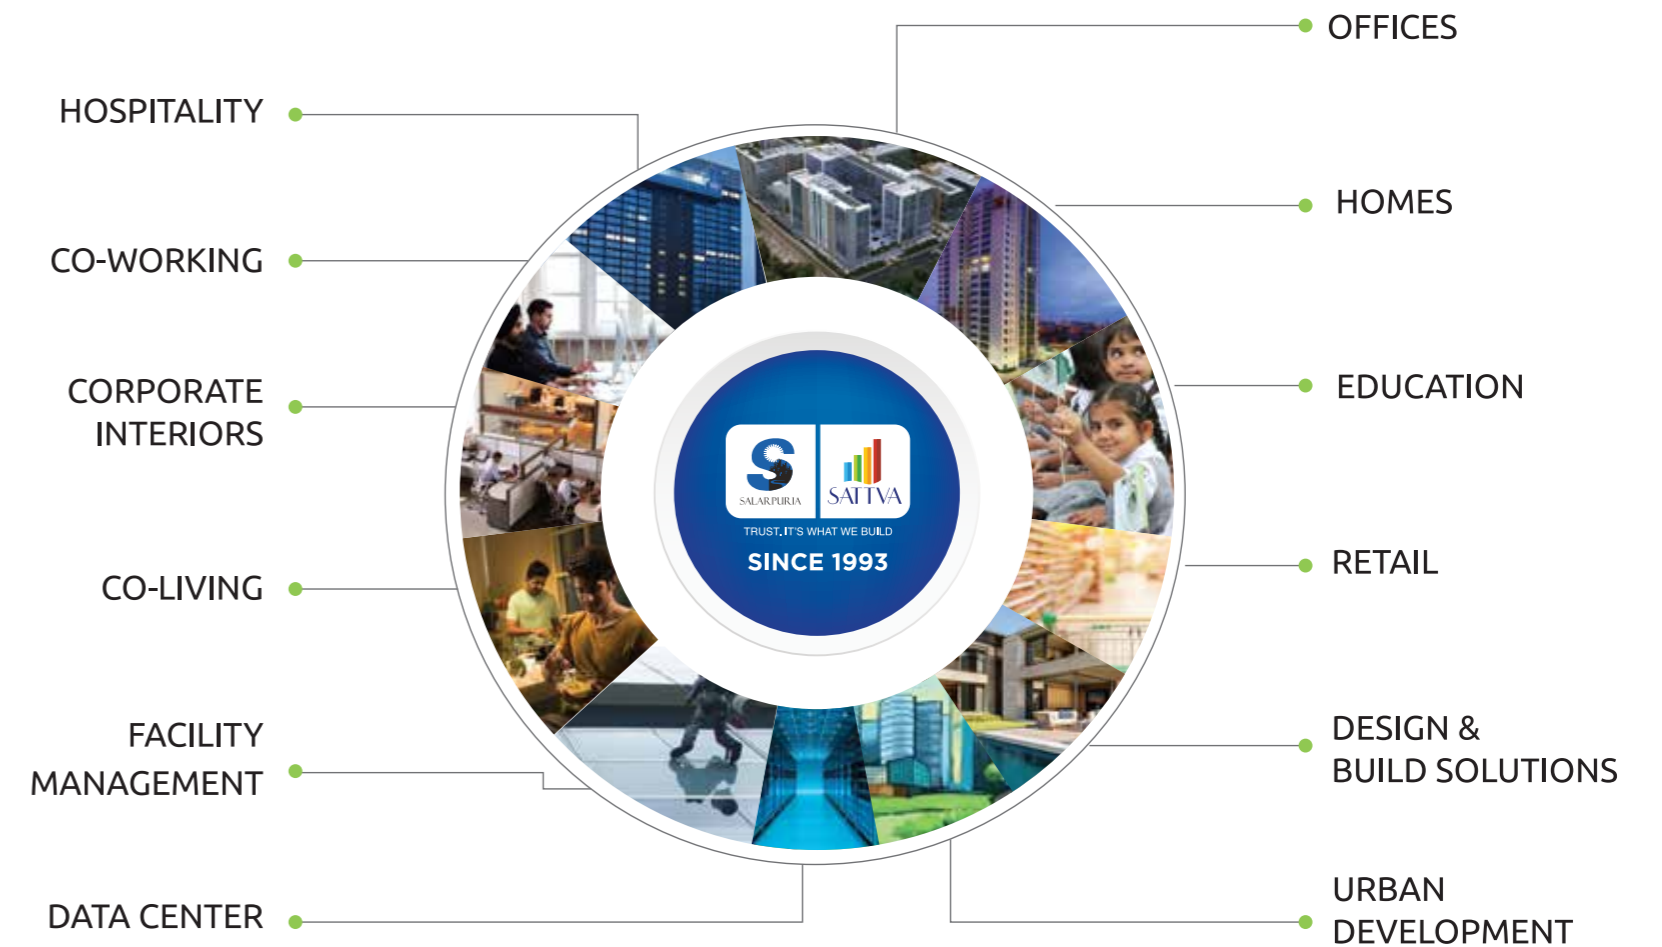 OFFICES
HOSPITALITY
HOMES
CO-WORKING
CORPORATE
INTERIORS
EDUCATION
SALARPURIA
SATTVA
TRUST. IT'S WHAT WE BUILD
SINCE 1993
RETAIL
CO-LIVING
FACILITY
MANAGEMENT
DESIGN &
BUILD SOLUTIONS
DATA CENTER
URBAN
DEVELOPMENT